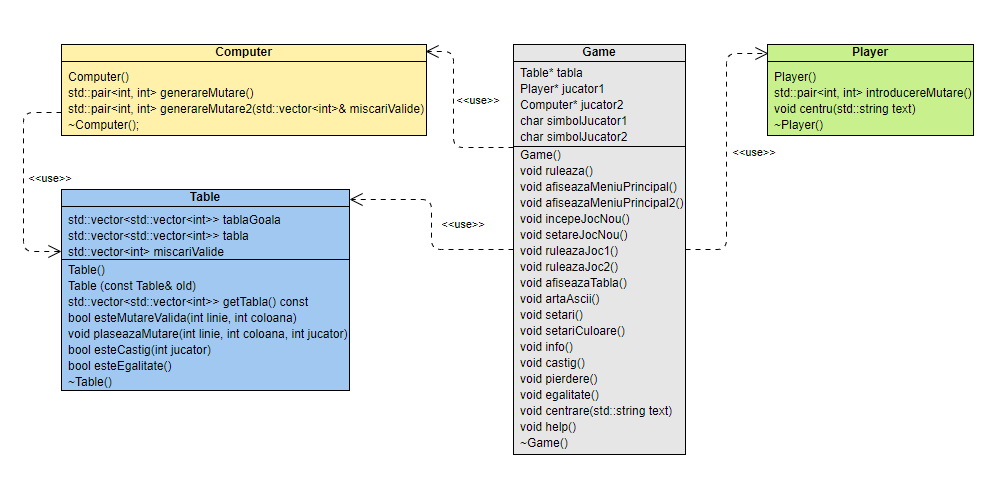 Computer
Computer()
std::pair<int, int> generareMutare()
std::pair<int, int> generareMutare2(std::vector<int>& miscariValide)
~Computer();
<<use>>
<<use>>
Table
std::vector<std::vector<int>> tablaGoala
std::vector<std::vector<int>> tabla
std::vector<int> miscariValide
Table()
Table (const Table& old)
std::vector<std::vector<int>> getTabla() const
bool esteMutareValida(int linie, int coloana)
void plaseazaMutare(int linie, int coloana, int jucator)
bool esteCastig(int jucator)
bool esteEgalitate()
~Table()
<<use>>
Game
Table* tabla
Player* jucator1
Computer* jucator2
char simbolJucator1
char simbolJucator2
Game()
void ruleaza()
void afiseazaMeniuPrincipal()
void afiseazaMeniuPrincipal2()
void incepeJocNou()
void setareJocNou()
void ruleazaJoc1()
void ruleazaJoc2()
void afiseazaTabla()
void artaAscii()
void setari()
void setariCuloare()
void info()
void castig()
void pierdere()
void egalitate()
void centrare(std::string text)
void help()
~Game()
<<use>>
Player
Player()
std::pair<int, int> introducereMutare()
void centru(std::string text)
~Player()